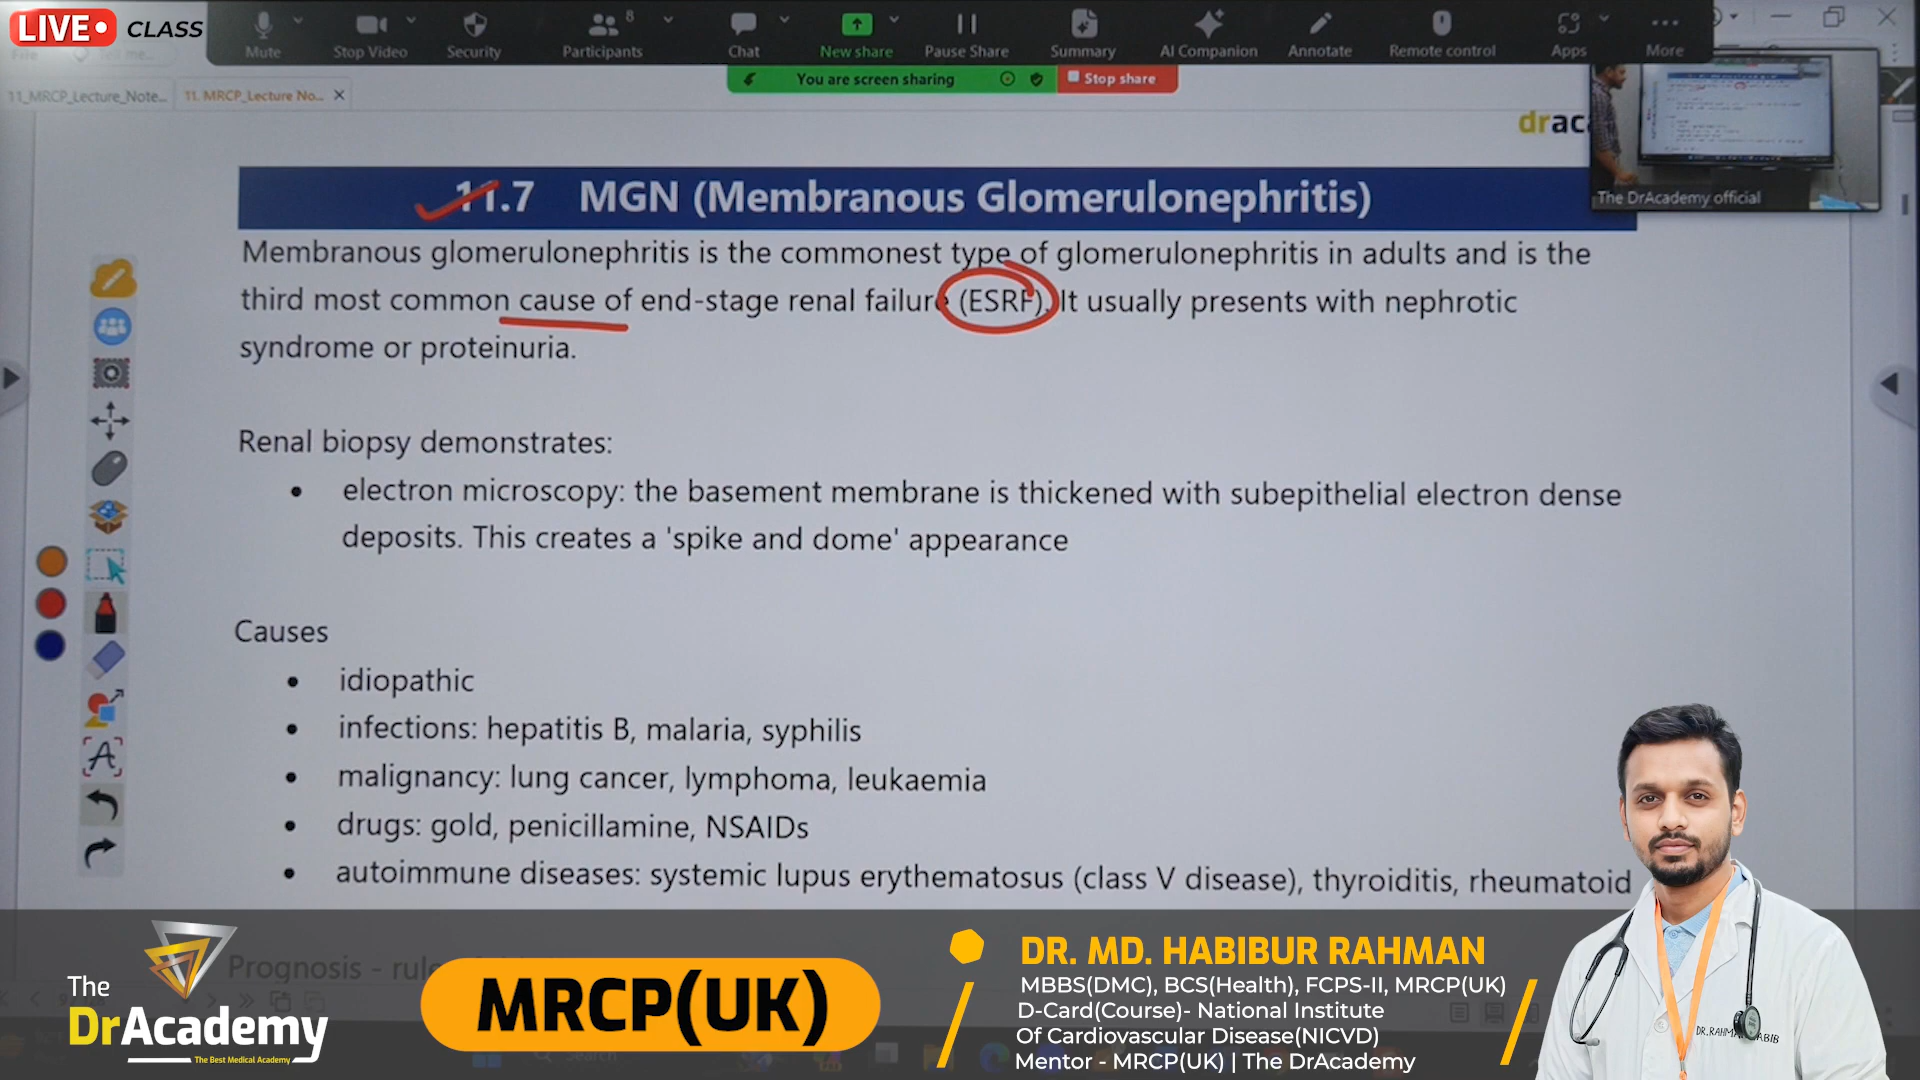 LIVE CLASS
Mute
Stop Video
Security
Participants
8
Chat
New share
Pause Share
Summary
AI Companion
Annotate
Remote control
Apps
More
You are screen sharing
Stop share
11_MRCP_Lecture_Note...
11. MRCP_Lecture No...
drac
The DrAcademy official
11.7 MGN (Membranous Glomerulonephritis)
Membranous glomerulonephritis is the commonest type of glomerulonephritis in adults and is the
third most common cause of end-stage renal failure (ESRF). It usually presents with nephrotic
syndrome or proteinuria.
Renal biopsy demonstrates:
• electron microscopy: the basement membrane is thickened with subepithelial electron dense
deposits. This creates a 'spike and dome' appearance
Causes
• idiopathic
• infections: hepatitis B, malaria, syphilis
• malignancy: lung cancer, lymphoma, leukaemia
• drugs: gold, penicillamine, NSAIDs
• autoimmune diseases: systemic lupus erythematosus (class V disease), thyroiditis, rheumatoid
Prognosis - rule
The
DrAcademy
The Best Medical Academy
MRCP(UK)
DR. MD. HABIBUR RAHMAN
MBBS(DMC), BCS(Health), FCPS-II, MRCP(UK)
D-Card(Course)- National Institute
Of Cardiovascular Disease(NICVD)
Mentor - MRCP(UK) | The DrAcademy
Search